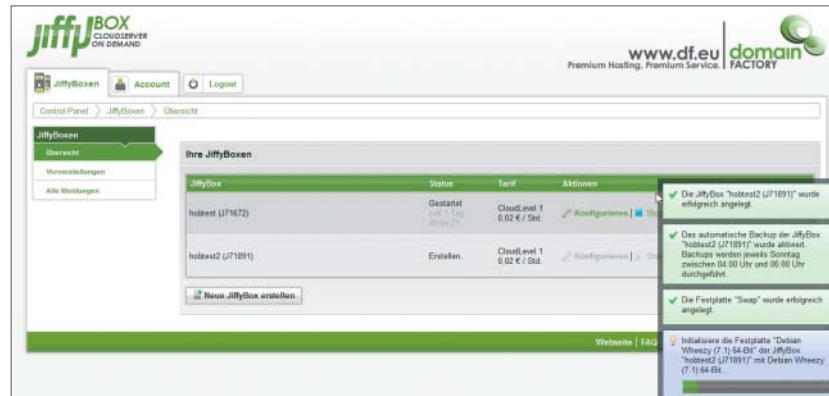 jiffyBOX
CLOUDSERVER
ON DEMAND
www.df.eu
Premium Hosting. Premium Service.
domain
FACTORY
JiffyBoxen
Account
Logout
Control-Panel
JiffyBoxen
Übersicht
JiffyBoxen
Übersicht
Voreinstellungen
Alle Meldungen
Ihre JiffyBoxen
JiffyBox Status Tarif Aktionen
hobtest (J71672) Gestartet CloudLevel 1 Konfigurieren |
seit 1 Tag,
0,02 € / Std.
hobtest2 (J71891) Erstellen. CloudLevel 1 Konfigurieren |
0,02 € / Std.
Neue JiffyBox erstellen
Webseite | FAQ
Die JiffyBox "hobtest2 (J71891)" wurde
erfolgreich angelegt.
Das automatische Backup der JiffyBox
"hobtest2 (J71891)" wurde aktiviert.
Backups werden jeweils Sonntag
zwischen 04:00 Uhr und 06:00 Uhr
durchgeführt.
Die Festplatte "Swap" wurde erfolgreich
angelegt.
Initialisiere die Festplatte "Debian
Wheezy (7.1) 64-Bit" der JiffyBox
"hobtest2 (J71891)" mit Debian Wheezy
(7.1) 64-Bit...